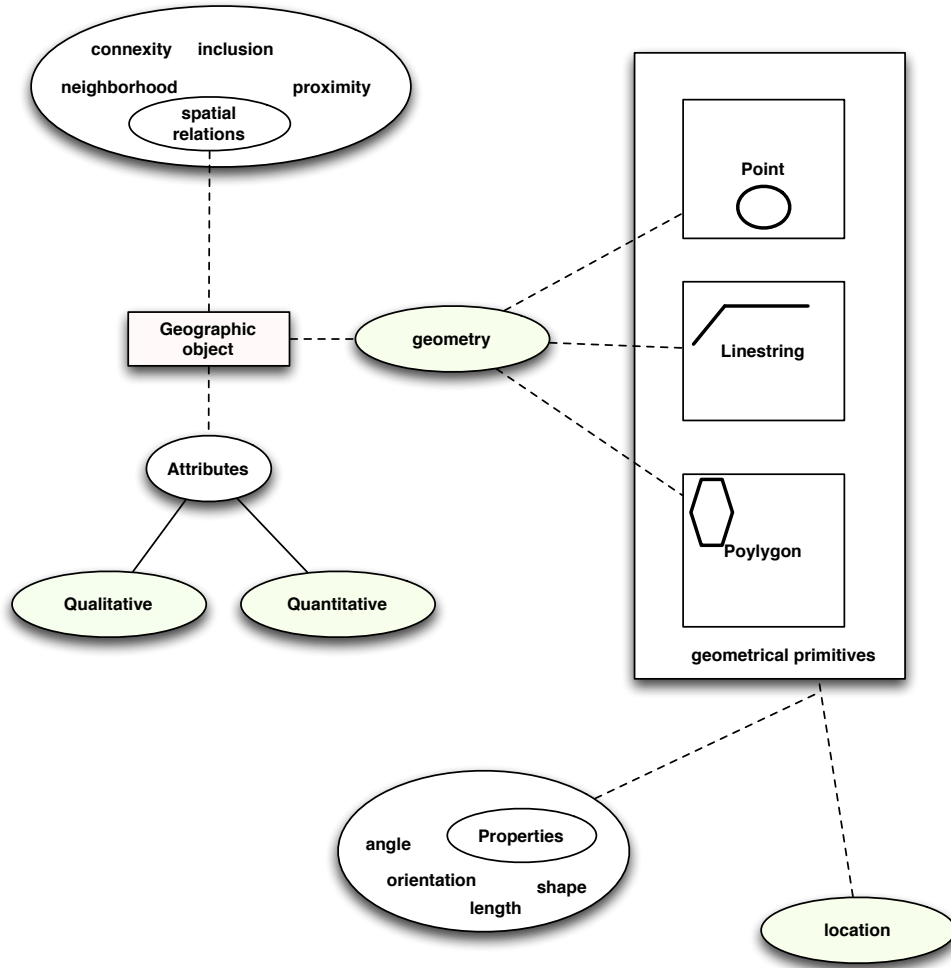 connexity inclusion
neighborhood proximity
spatial
relations
Point
Geographic
object
geometry
Linestring
Attributes
Poylygon
Qualitative
Quantitative
geometrical primitives
Properties
angle
orientation
shape
length
location